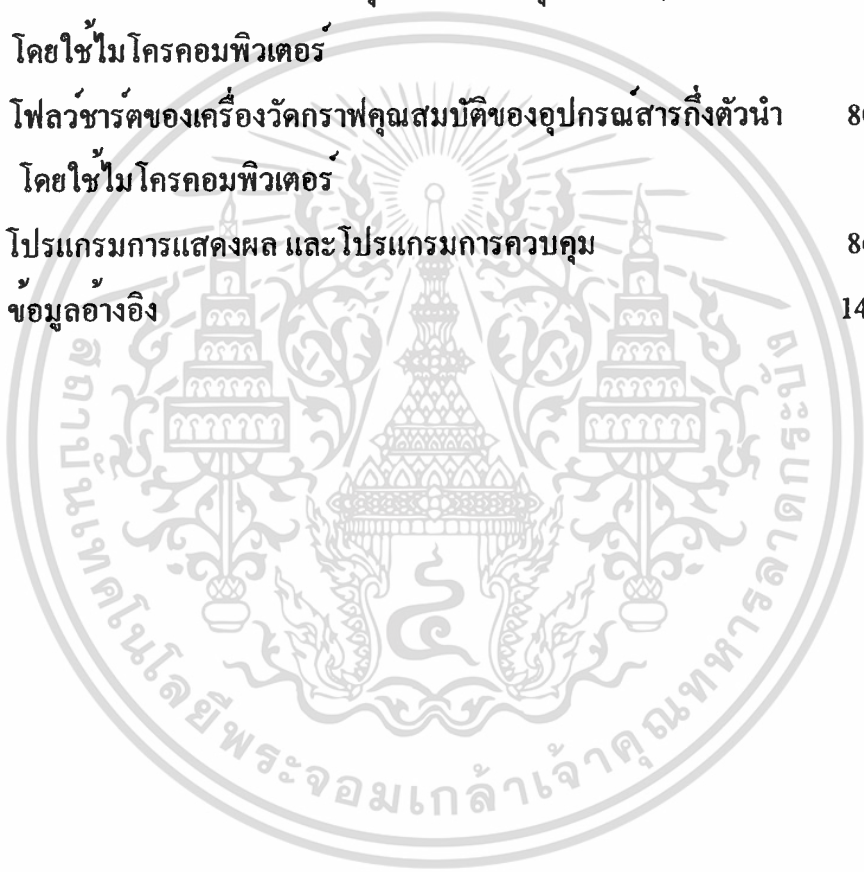 โดยใช้ไมโครคอมพิวเตอร์
โฟลว์ชาร์ตของเครื่องวัดกราฟคุณสมบัติของอุปกรณ์สารกึ่งตัวนำ
โดยใช้ไมโครคอมพิวเตอร์
โปรแกรมการแสดงผล และโปรแกรมการควบคุม
ข้อมูลอ้างอิง
สถาบันเทคโนโลยีพระจอมเกล้าเจ้าคุณทหารลาดกระบัง